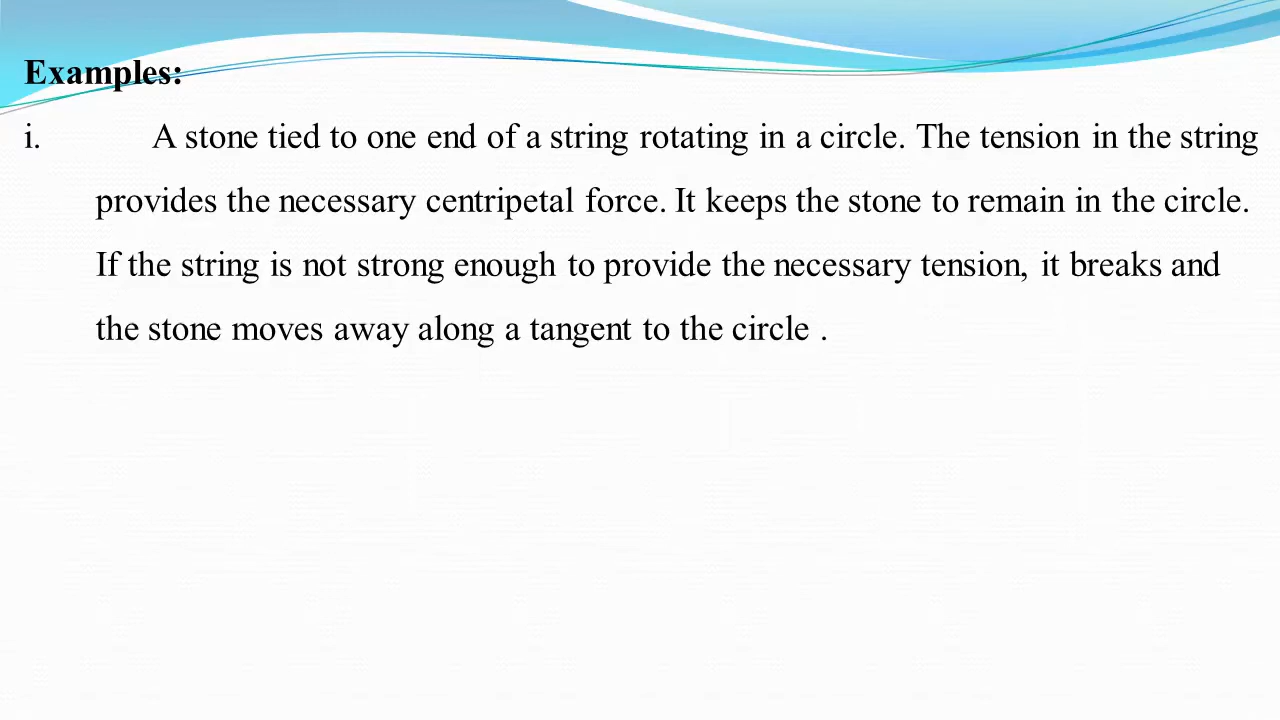 Examples:
i. A stone tied to one end of a string rotating in a circle. The tension in the string
provides the necessary centripetal force. It keeps the stone to remain in the circle.
If the string is not strong enough to provide the necessary tension, it breaks and
the stone moves away along a tangent to the circle .